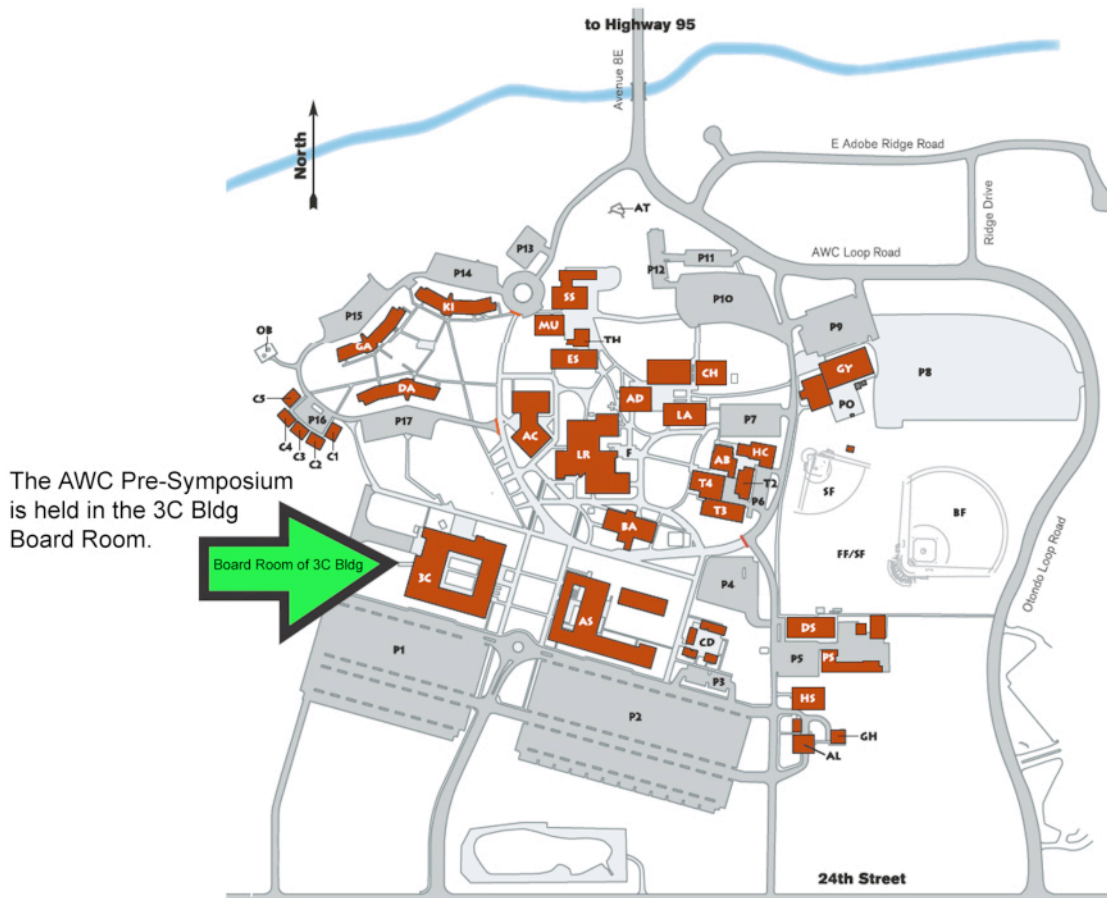 to Highway 95
Avenue 8E
North
E Adobe Ridge Road
Ridge Drive
AT
AWC Loop Road
P13
P14
P12
P11
P10
P15
KI
SS
MU
TH
ES
P9
OB
GA
CH
GY
P8
PO
DA
AD
LA
P7
C5
P16
C4
C3
C2
C1
P17
AC
LR
F
AB
HC
T4
T2
P6
T3
SF
BF
FF/SF
Otondo Loop Road
The AWC Pre-Symposium
is held in the 3C Bldg
Board Room.
Board Room of 3C Bldg
BA
3C
AS
P4
CD
DS
P5
PS
P1
P3
P2
HS
GH
AL
24th Street